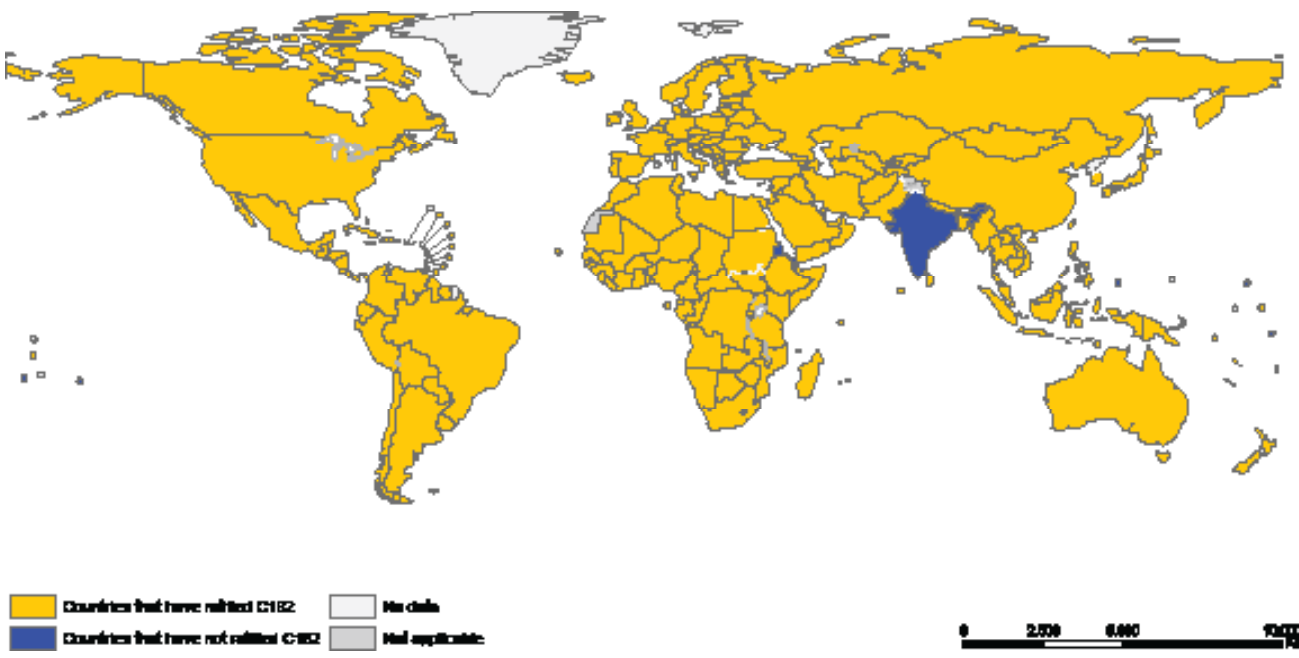 Countries that have ratified C182
Countries that have not ratified C182
No data
Not applicable
0 2,500 5,000